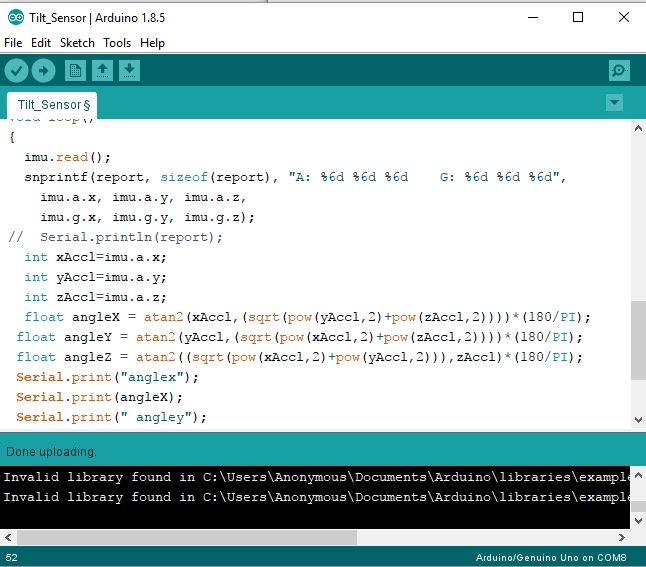 Tilt_Sensor | Arduino 1.8.5
File Edit Sketch Tools Help
Tilt_Sensor §
void loop()
{
imu.read();
snprintf(report, sizeof(report), "A: %6d %6d %6d    G: %6d %6d %6d",
imu.a.x, imu.a.y, imu.a.z,
imu.g.x, imu.g.y, imu.g.z);
//  Serial.println(report);
int xAccl=imu.a.x;
int yAccl=imu.a.y;
int zAccl=imu.a.z;
float angleX = atan2(xAccl,(sqrt(pow(yAccl,2)+pow(zAccl,2))))*(180/PI);
float angleY = atan2(yAccl,(sqrt(pow(xAccl,2)+pow(zAccl,2))))*(180/PI);
float angleZ = atan2((sqrt(pow(xAccl,2)+pow(yAccl,2))),zAccl)*(180/PI);
Serial.print("anglex");
Serial.print(angleX);
Serial.print(" angley");
Done uploading.
Invalid library found in C:\Users\Anonymous\Documents\Arduino\libraries\example
Invalid library found in C:\Users\Anonymous\Documents\Arduino\libraries\example
52
Arduino/Genuino Uno on COM8